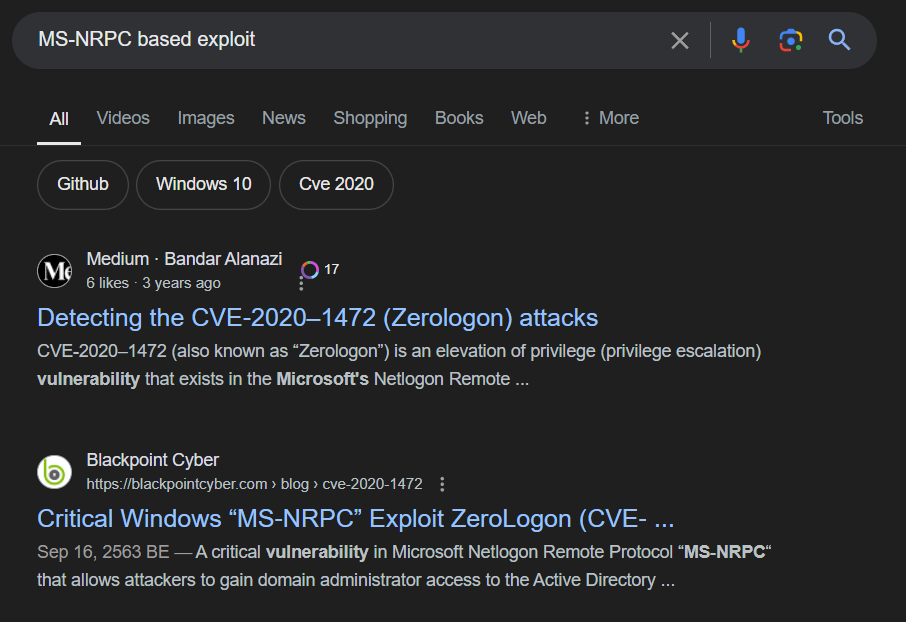 MS-NRPC based exploit
All Videos Images News Shopping Books Web More Tools
Github Windows 10 Cve 2020
Medium · Bandar Alanazi
17
6 likes · 3 years ago
Detecting the CVE-2020–1472 (Zerologon) attacks
CVE-2020–1472 (also known as “Zerologon”) is an elevation of privilege (privilege escalation)
vulnerability that exists in the Microsoft's Netlogon Remote ...
Blackpoint Cyber
https://blackpointcyber.com › blog › cve-2020-1472
Critical Windows “MS-NRPC” Exploit ZeroLogon (CVE- ...
Sep 16, 2563 BE — A critical vulnerability in Microsoft Netlogon Remote Protocol “MS-NRPC“
that allows attackers to gain domain administrator access to the Active Directory ...